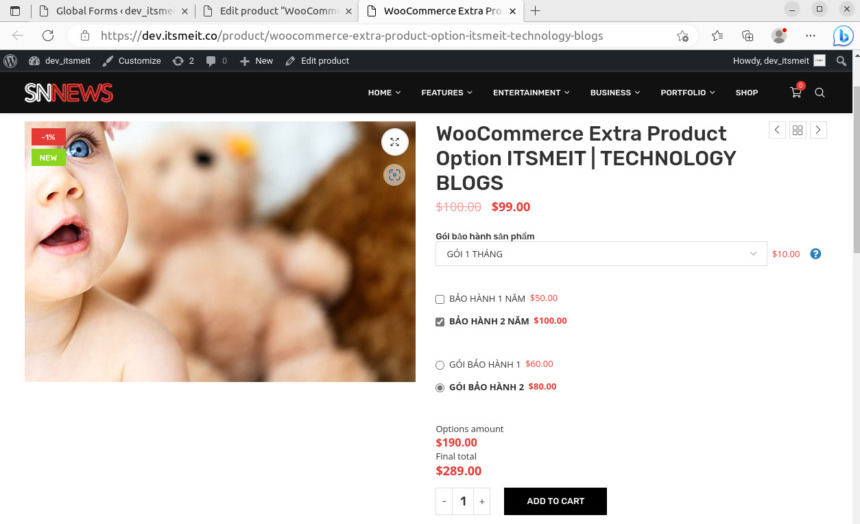 Global Forms ‹ dev_itsmei
Edit product "WooComme
WooCommerce Extra Pro
https://dev.itsmeit.co/product/woocommerce-extra-product-option-itsmeit-technology-blogs
dev_itsmeit
Customize
2
0
New
Edit product
Howdy, dev_itsmeit
SNNEWS
HOME
FEATURES
ENTERTAINMENT
BUSINESS
PORTFOLIO
SHOP
0
-1%
NEW
WooCommerce Extra Product
Option ITSMEIT | TECHNOLOGY
BLOGS
$100.00 $99.00
Gói bảo hành sản phẩm
GÓI 1 THÁNG
$10.00
?
BẢO HÀNH 1 NĂM $50.00
BẢO HÀNH 2 NĂM $100.00
GÓI BẢO HÀNH 1 $60.00
GÓI BẢO HÀNH 2 $80.00
Options amount
$190.00
Final total
$289.00
- 1 +
ADD TO CART